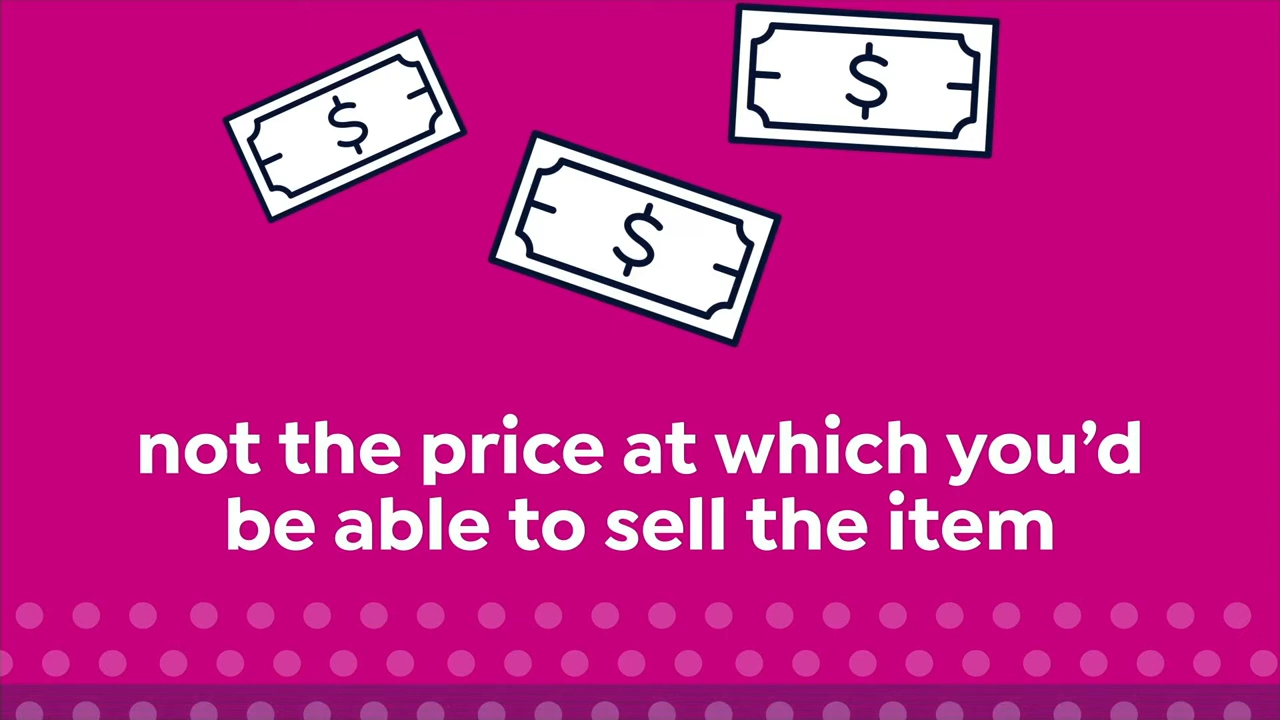 $
$
$
not the price at which you’d
be able to sell the item